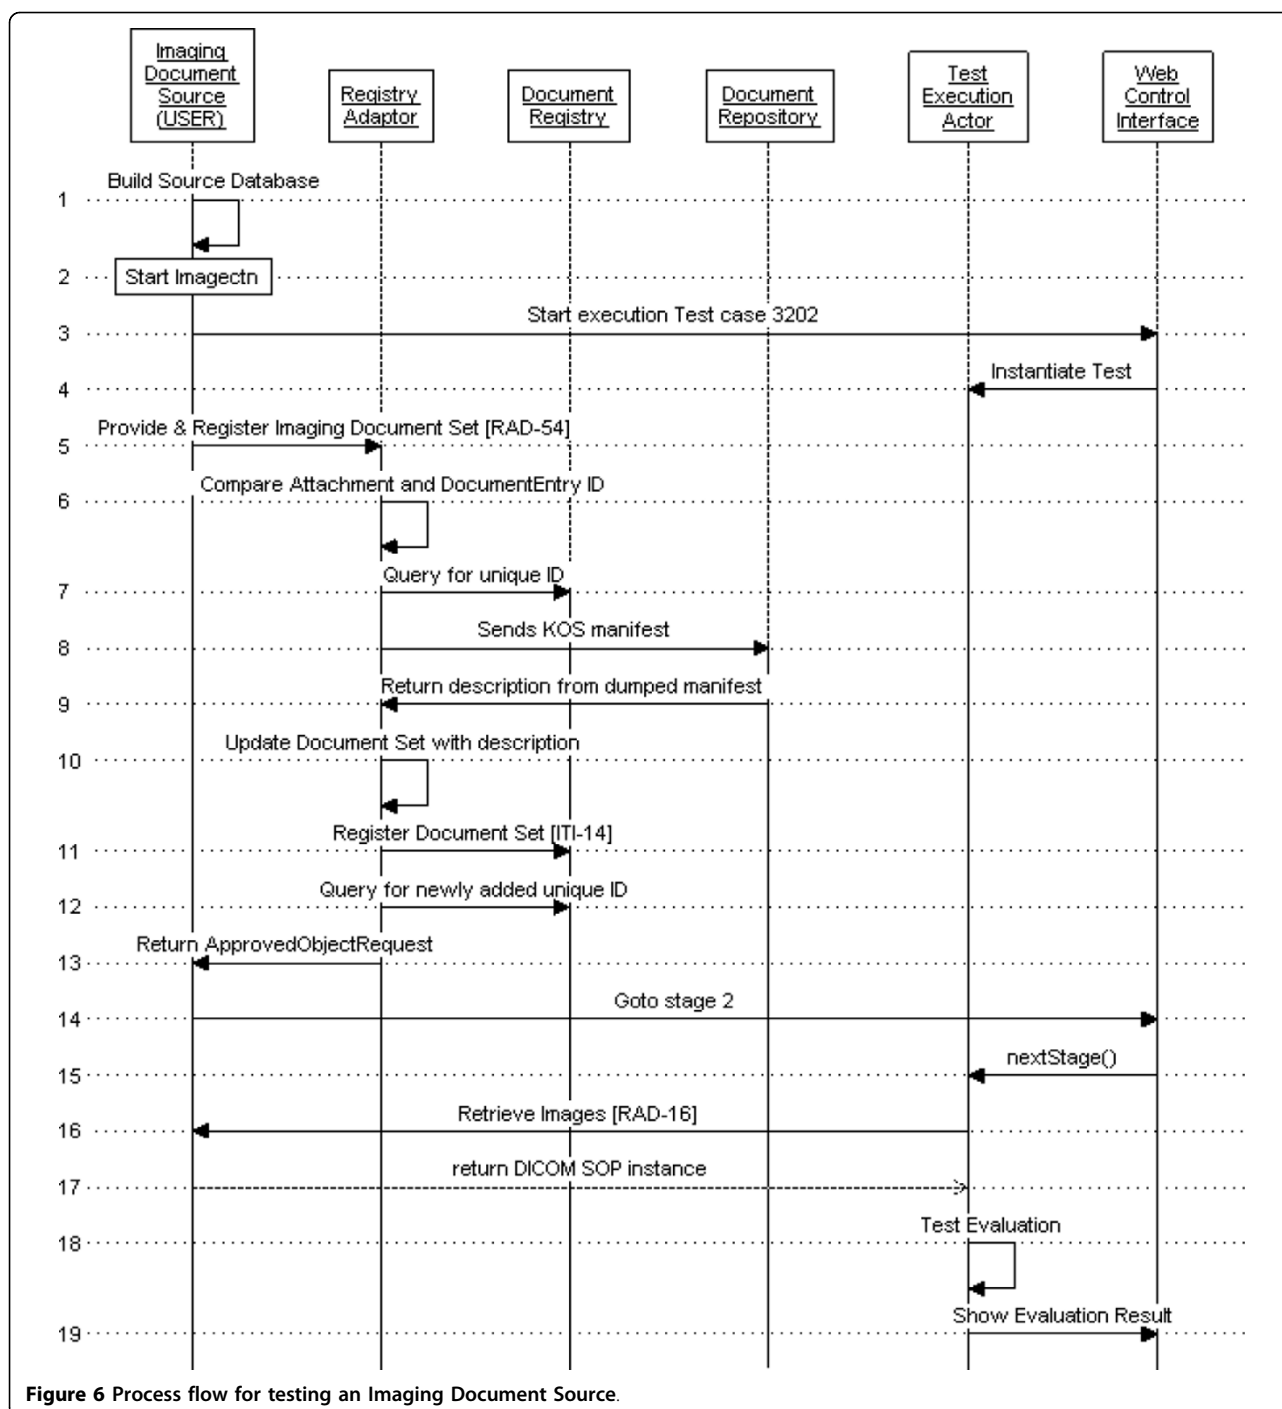 Imaging
Document
Source
(USER)
Registry
Adaptor
Document
Registry
Document
Repository
Test
Execution
Actor
Web
Control
Interface
Build Source Database
1
2
Start Imagectn
Start execution Test case 3202
3
Instantiate Test
4
Provide & Register Imaging Document Set [RAD-54]
5
Compare Attachment and DocumentEntry ID
6
Query for unique ID
7
Sends KOS manifest
8
Return description from dumped manifest
9
Update Document Set with description
10
Register Document Set [ITI-14]
11
Query for newly added unique ID
12
Return ApprovedObjectRequest
13
Goto stage 2
14
nextStage()
15
Retrieve Images [RAD-16]
16
return DICOM SOP instance
17
Test Evaluation
18
Show Evaluation Result
19
Figure 6 Process flow for testing an Imaging Document Source.